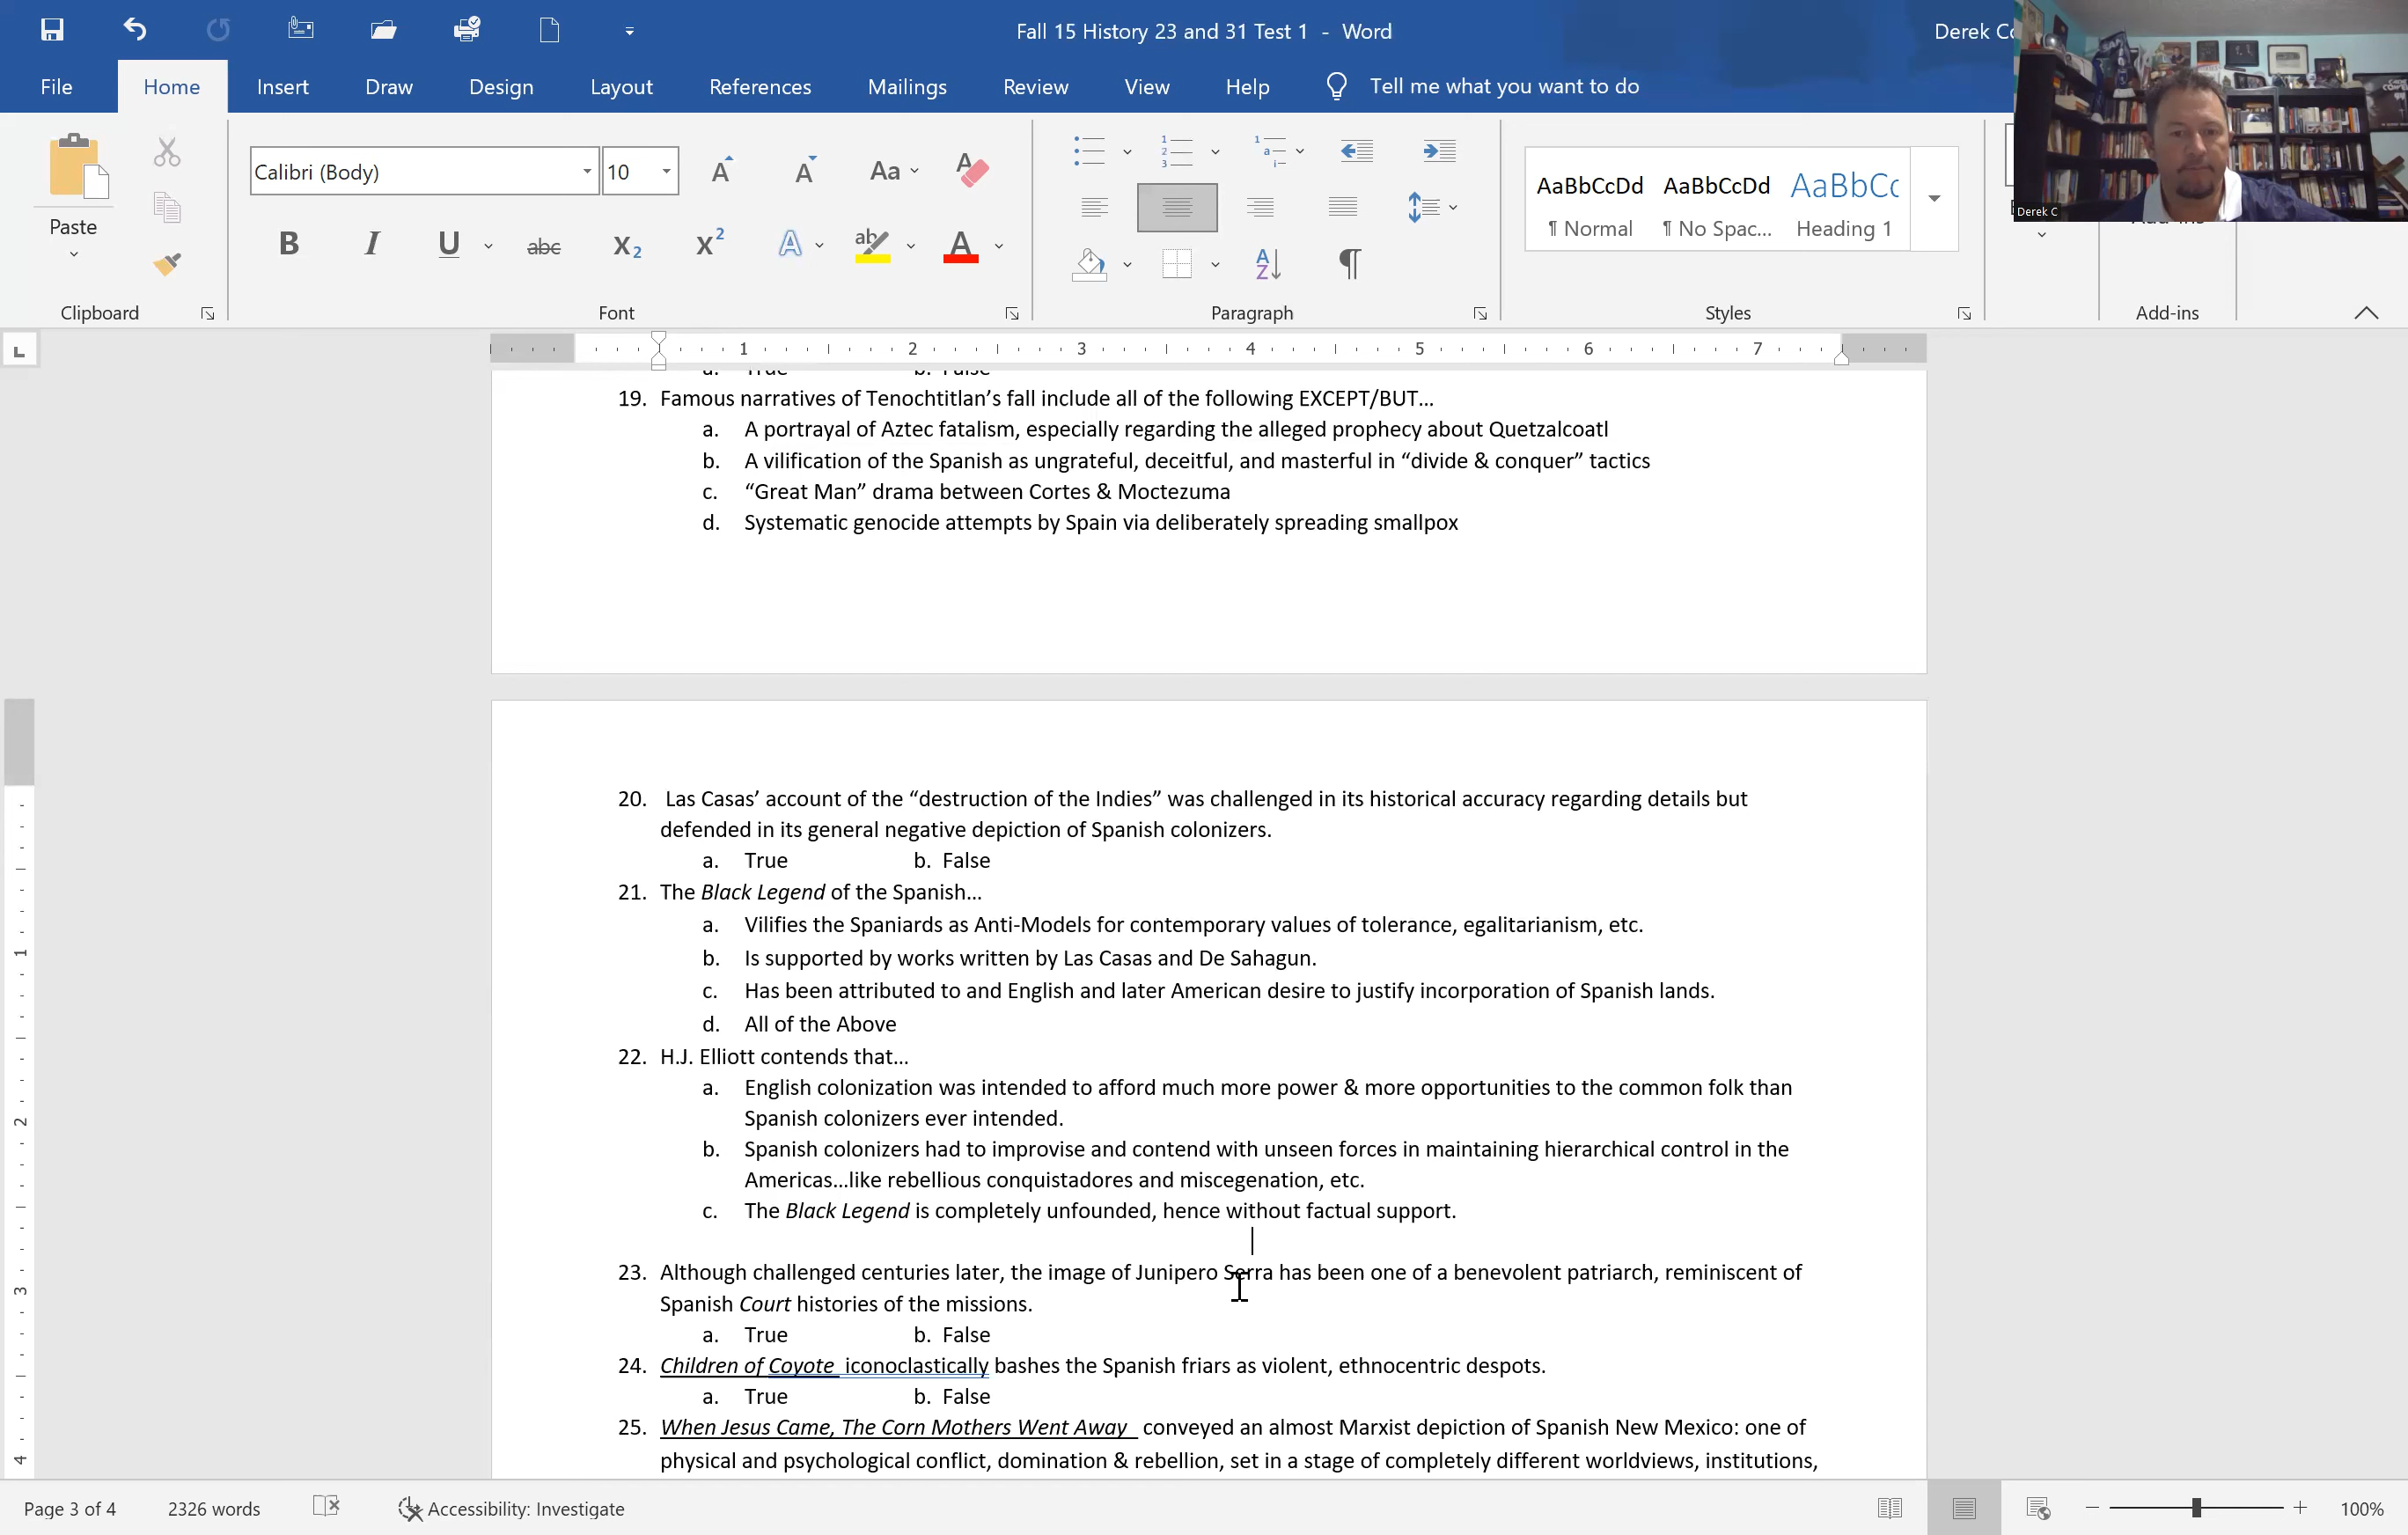 Fall 15 History 23 and 31 Test 1 - Word
Derek Co
File Home Insert Draw Design Layout References Mailings Review View Help Tell me what you want to do
Derek C
Paste
Calibri (Body) 10
AaBbCcDd AaBbCcDd AaBbCc
¶ Normal ¶ No Spac... Heading 1
Clipboard Font Paragraph Styles Add-ins
1 2 3 4 5 6 7
a. True b. False
19. Famous narratives of Tenochtitlan’s fall include all of the following EXCEPT/BUT…
a. A portrayal of Aztec fatalism, especially regarding the alleged prophecy about Quetzalcoatl
b. A vilification of the Spanish as ungrateful, deceitful, and masterful in “divide & conquer” tactics
c. “Great Man” drama between Cortes & Moctezuma
d. Systematic genocide attempts by Spain via deliberately spreading smallpox
20. Las Casas’ account of the “destruction of the Indies” was challenged in its historical accuracy regarding details but
defended in its general negative depiction of Spanish colonizers.
a. True b. False
21. The Black Legend of the Spanish…
a. Vilifies the Spaniards as Anti-Models for contemporary values of tolerance, egalitarianism, etc.
b. Is supported by works written by Las Casas and De Sahagun.
c. Has been attributed to and English and later American desire to justify incorporation of Spanish lands.
d. All of the Above
22. H.J. Elliott contends that…
a. English colonization was intended to afford much more power & more opportunities to the common folk than
Spanish colonizers ever intended.
b. Spanish colonizers had to improvise and contend with unseen forces in maintaining hierarchical control in the
Americas…like rebellious conquistadores and miscegenation, etc.
c. The Black Legend is completely unfounded, hence without factual support.
23. Although challenged centuries later, the image of Junipero Serra has been one of a benevolent patriarch, reminiscent of
Spanish Court histories of the missions.
a. True b. False
24. Children of Coyote iconoclastically bashes the Spanish friars as violent, ethnocentric despots.
a. True b. False
25. When Jesus Came, The Corn Mothers Went Away conveyed an almost Marxist depiction of Spanish New Mexico: one of
physical and psychological conflict, domination & rebellion, set in a stage of completely different worldviews, institutions,
Page 3 of 4 2326 words Accessibility: Investigate 100%